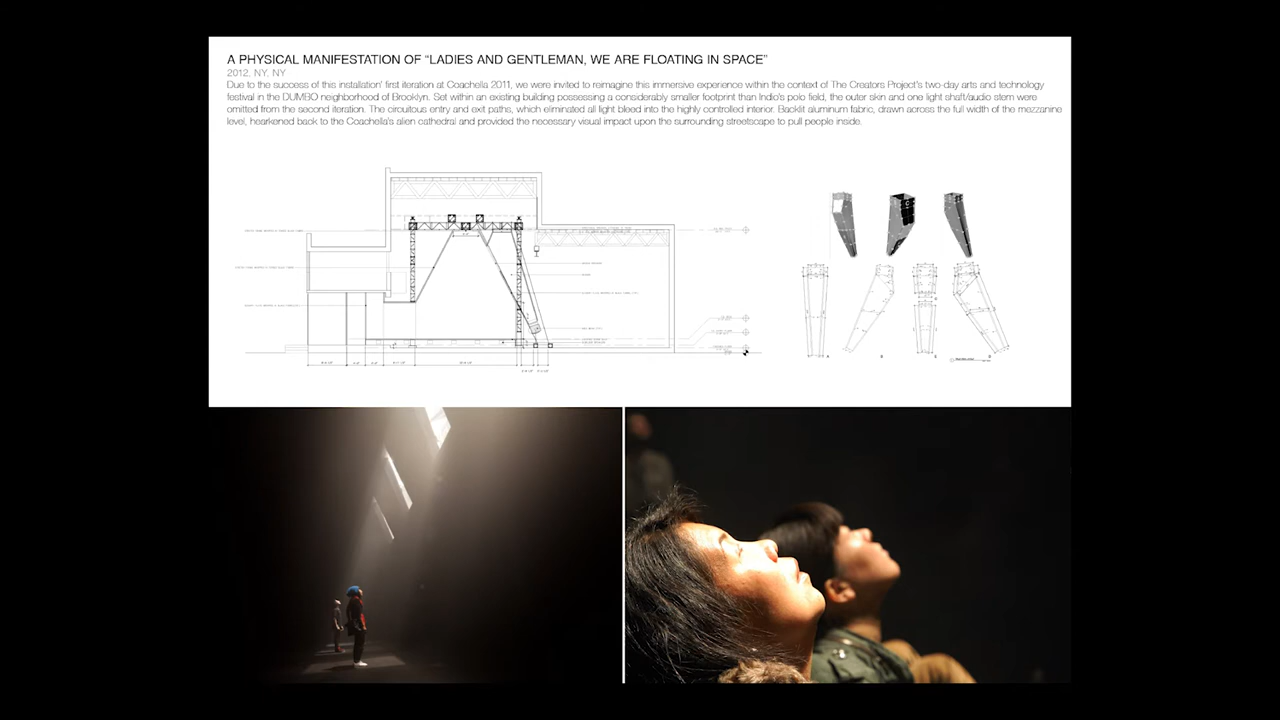 A PHYSICAL MANIFESTATION OF “LADIES AND GENTLEMAN, WE ARE FLOATING IN SPACE”
2012, NY, NY
Due to the success of this installation' first iteration at Coachella 2011, we were invited to reimagine this immersive experience within the context of The Creators Project's two-day arts and technology
festival in the DUMBO neighborhood of Brooklyn. Set within an existing building possessing a considerably smaller footprint than Indio's polo field, the outer skin and one light shaft/audio stem were
omitted from the second iteration. The circuitous entry and exit paths, which eliminated all light bleed into the highly controlled interior. Backlit aluminum fabric, drawn across the full width of the mezzanine
level, hearkened back to the Coachella's alien cathedral and provided the necessary visual impact upon the surrounding streetscape to pull people inside.